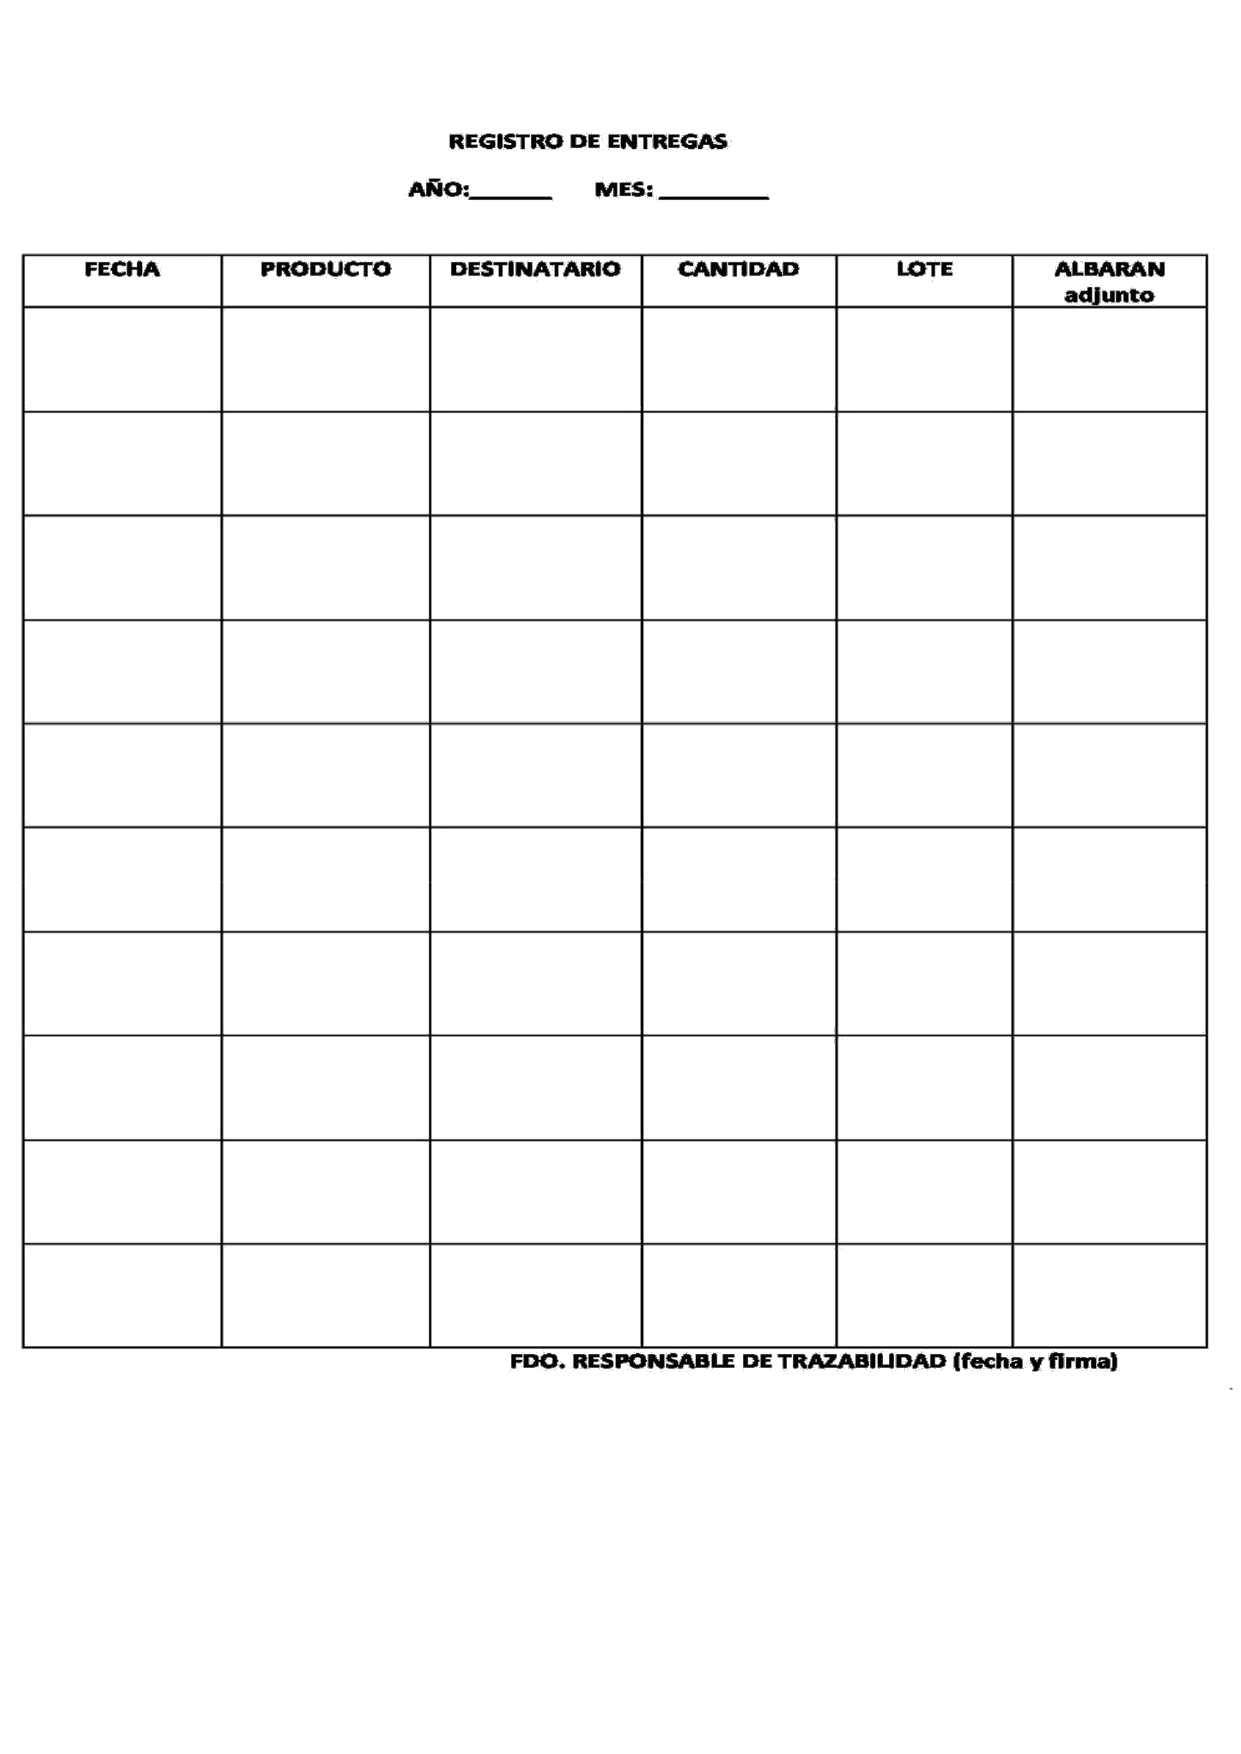 REGISTRO DE ENTREGAS
AÑO:_______ MES: _________
FECHA PRODUCTO DESTINATARIO CANTIDAD LOTE ALBARAN
adjunto
FDO. RESPONSABLE DE TRAZABILIDAD (fecha y firma)